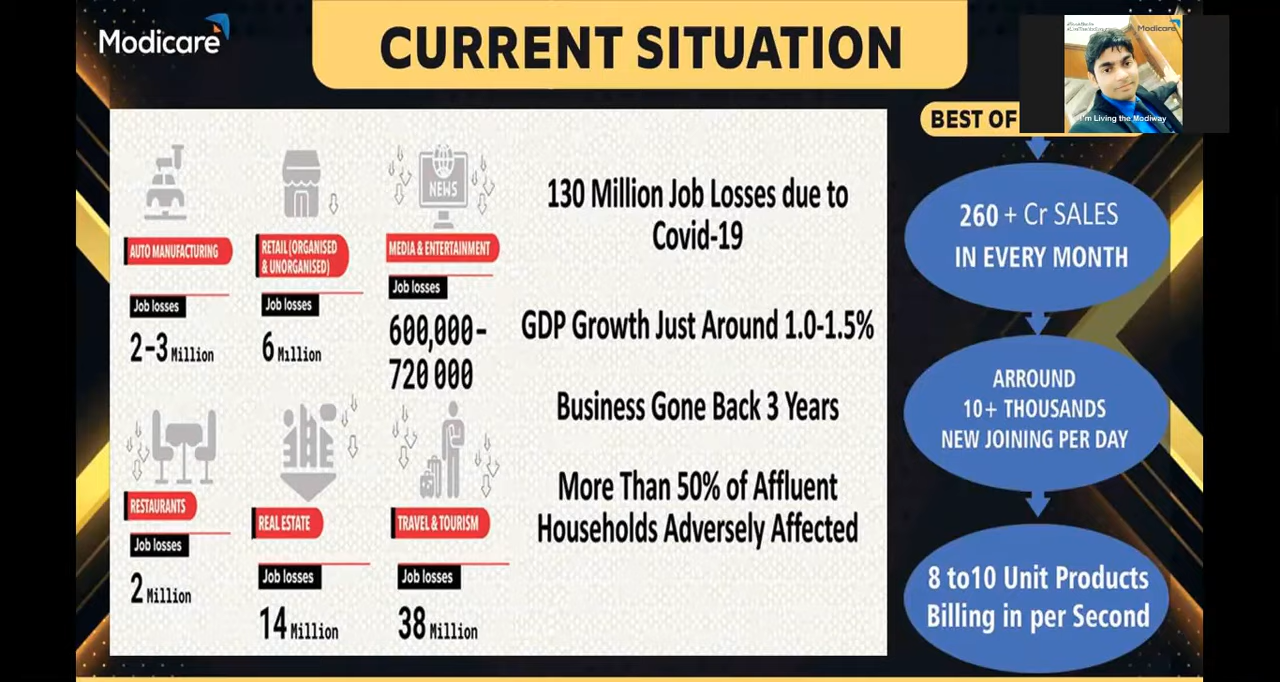 Modicare
CURRENT SITUATION
Modicare
I'm Living the Modiway
AUTO MANUFACTURING
Job losses
2-3 Million
RETAIL (ORGANISED
& UNORGANISED)
Job losses
6 Million
NEWS
MEDIA & ENTERTAINMENT
Job losses
600,000-
720 000
RESTAURANTS
Job losses
2 Million
REAL ESTATE
Job losses
14 Million
TRAVEL & TOURISM
Job losses
38 Million
130 Million Job Losses due to
Covid-19
GDP Growth Just Around 1.0-1.5%
Business Gone Back 3 Years
More Than 50% of Affluent
Households Adversely Affected
BEST OF
260 + Cr SALES
IN EVERY MONTH
ARROUND
10+ THOUSANDS
NEW JOINING PER DAY
8 to10 Unit Products
Billing in per Second